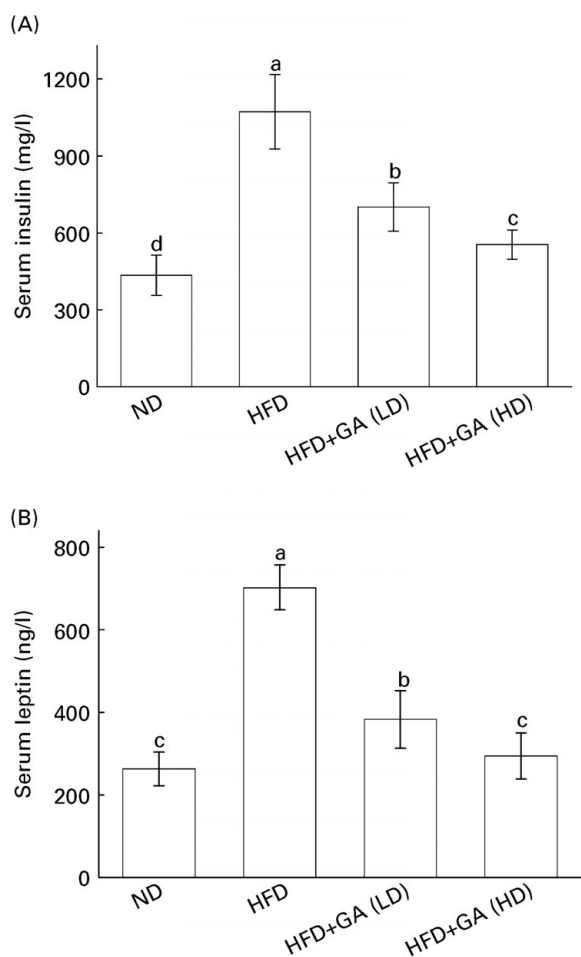 (A)
Serum insulin (mg/l)
1200
900
600
300
0
d
a
b
c
ND
HFD
HFD+GA (LD)
HFD+GA (HD)
(B)
Serum leptin (ng/l)
800
600
400
200
0
c
a
b
c
ND
HFD
HFD+GA (LD)
HFD+GA (HD)